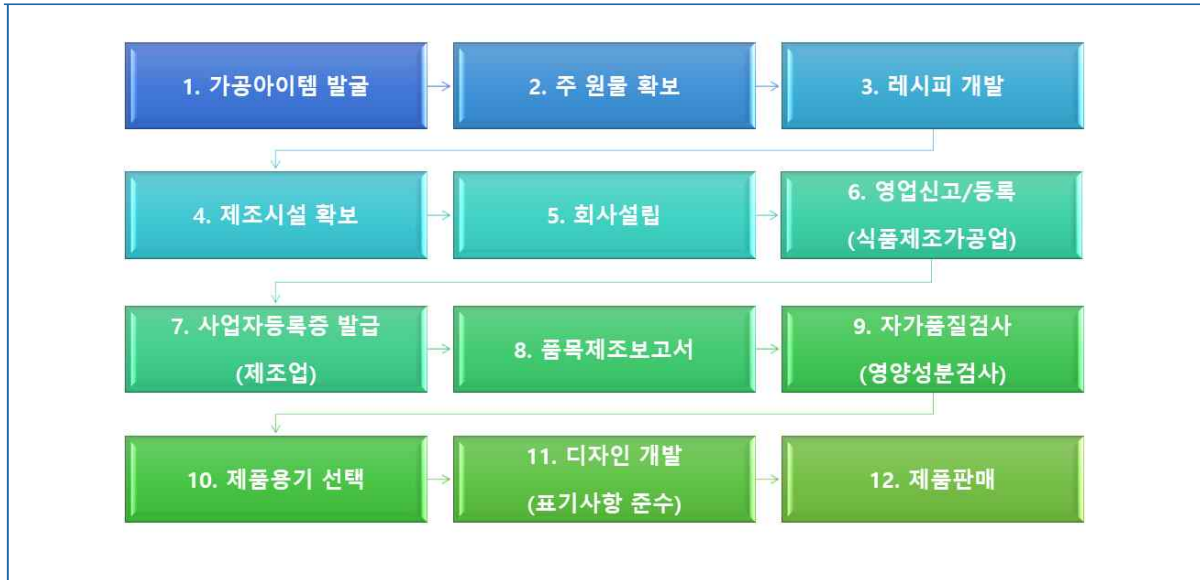 1. 가공아이템 발굴
2. 주 원물 확보
3. 레시피 개발
4. 제조시설 확보
5. 회사설립
6. 영업신고/등록
(식품제조가공업)
7. 사업자등록증 발급
(제조업)
8. 품목제조보고서
9. 자가품질검사
(영양성분검사)
10. 제품용기 선택
11. 디자인 개발
(표기사항 준수)
12. 제품판매